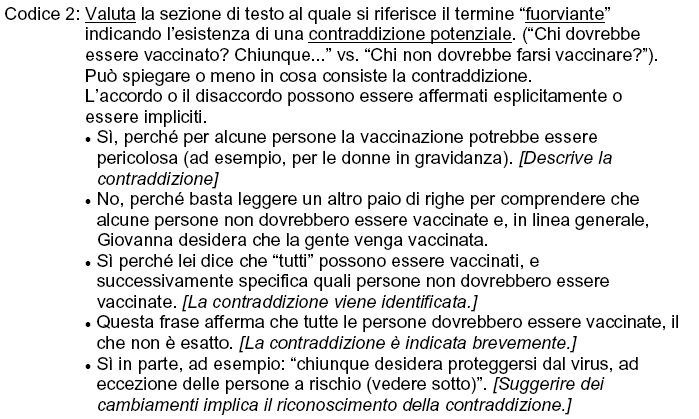 Codice 2: Valuta la sezione di testo al quale si riferisce il termine “fuorviante”
indicando l’esistenza di una contraddizione potenziale. (“Chi dovrebbe
essere vaccinato? Chiunque...” vs. “Chi non dovrebbe farsi vaccinare?”).
Può spiegare o meno in cosa consiste la contraddizione.
L’accordo o il disaccordo possono essere affermati esplicitamente o
essere impliciti.
• Sì, perché per alcune persone la vaccinazione potrebbe essere
pericolosa (ad esempio, per le donne in gravidanza). [Descrive la
contraddizione]
• No, perché basta leggere un altro paio di righe per comprendere che
alcune persone non dovrebbero essere vaccinate e, in linea generale,
Giovanna desidera che la gente venga vaccinata.
• Sì perché lei dice che “tutti” possono essere vaccinati, e
successivamente specifica quali persone non dovrebbero essere
vaccinate. [La contraddizione viene identificata.]
• Questa frase afferma che tutte le persone dovrebbero essere vaccinate, il
che non è esatto. [La contraddizione è indicata brevemente.]
• Sì in parte, ad esempio: “chiunque desidera proteggersi dal virus, ad
eccezione delle persone a rischio (vedere sotto)”. [Suggerire dei
cambiamenti implica il riconoscimento della contraddizione.]